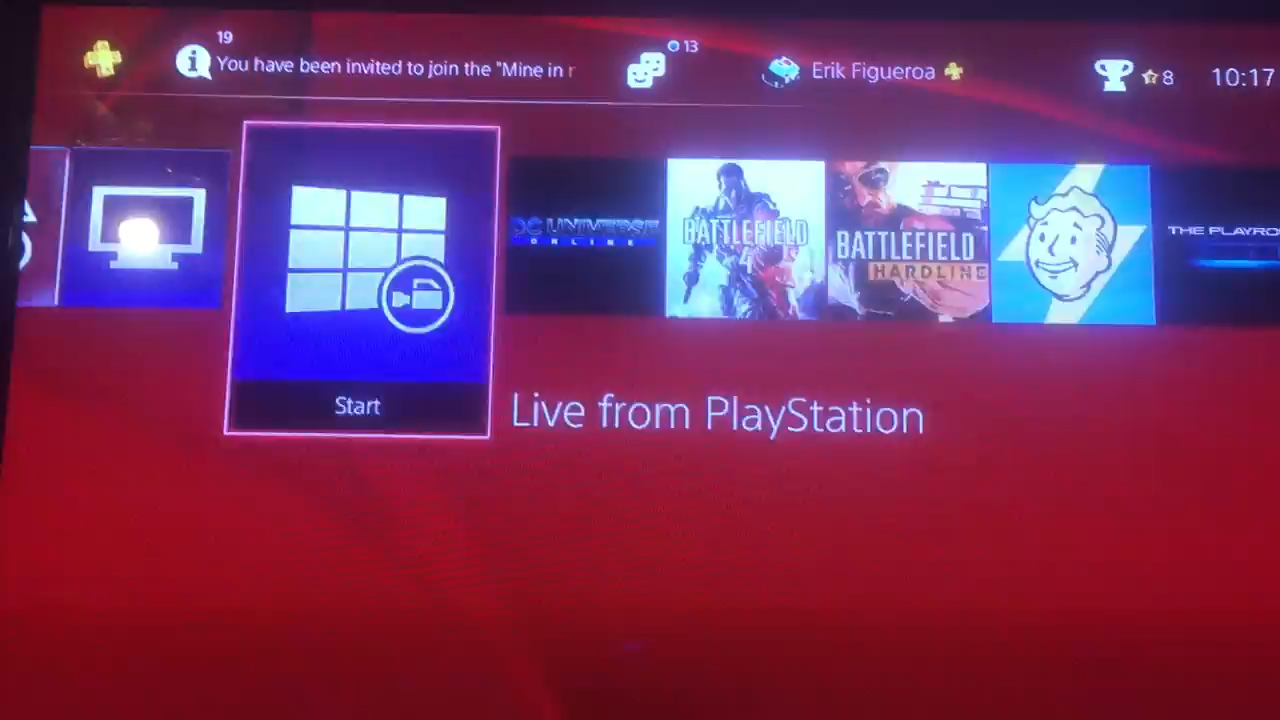 19
You have been invited to join the "Mine in r
13
Erik Figueroa
8
10:17
DC UNIVERSE
ONLINE
BATTLEFIELD
4
BATTLEFIELD
HARDLINE
THE PLAYRO
Start
Live from PlayStation